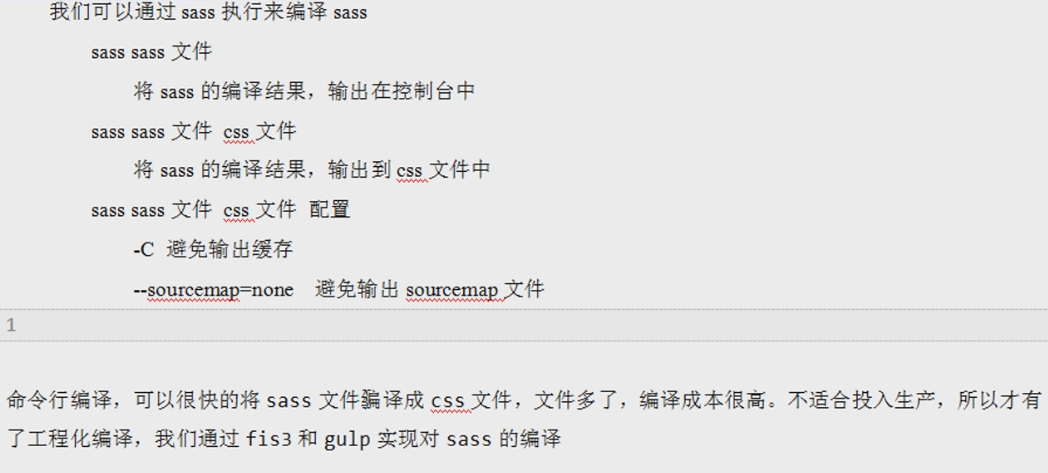 我们可以通过 sass 执行来编译 sass
sass sass 文件
将 sass 的编译结果，输出在控制台中
sass sass 文件 css 文件
将 sass 的编译结果，输出到 css 文件中
sass sass 文件 css 文件 配置
-C 避免输出缓存
--sourcemap=none 避免输出 sourcemap 文件
1
命令行编译，可以很快的将 sass 文件编译成 css 文件，文件多了，编译成本很高。不适合投入生产，所以才有
了工程化编译，我们通过 fis3 和 gulp 实现对 sass 的编译